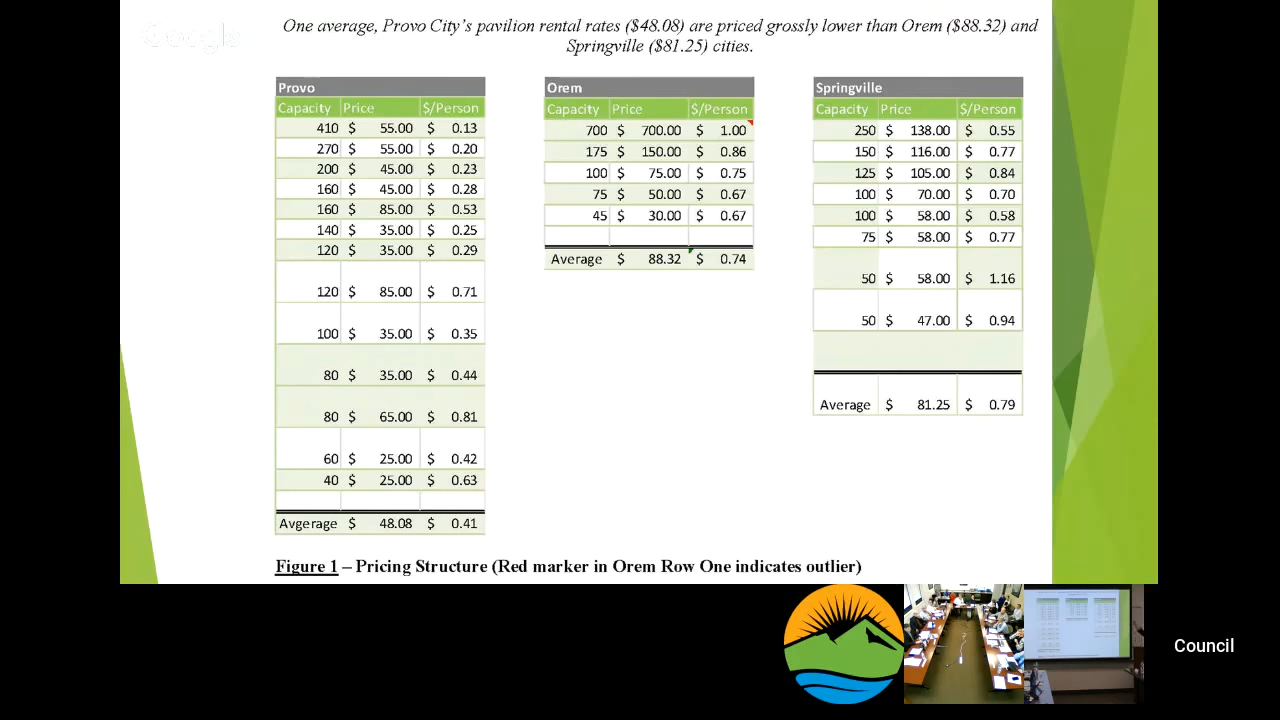 Google
One average, Provo City's pavilion rental rates ($48.08) are priced grossly lower than Orem ($88.32) and
Springville ($81.25) cities.
Provo
Capacity Price $/Person
410 $ 55.00 $ 0.13
270 $ 55.00 $ 0.20
200 $ 45.00 $ 0.23
160 $ 45.00 $ 0.28
160 $ 85.00 $ 0.53
140 $ 35.00 $ 0.25
120 $ 35.00 $ 0.29
120 $ 85.00 $ 0.71
100 $ 35.00 $ 0.35
80 $ 35.00 $ 0.44
80 $ 65.00 $ 0.81
60 $ 25.00 $ 0.42
40 $ 25.00 $ 0.63
Avgerage $ 48.08 $ 0.41
Orem
Capacity Price $/Person
700 $ 700.00 $ 1.00
175 $ 150.00 $ 0.86
100 $ 75.00 $ 0.75
75 $ 50.00 $ 0.67
45 $ 30.00 $ 0.67
Average $ 88.32 $ 0.74
Springville
Capacity Price $/Person
250 $ 138.00 $ 0.55
150 $ 116.00 $ 0.77
125 $ 105.00 $ 0.84
100 $ 70.00 $ 0.70
100 $ 58.00 $ 0.58
75 $ 58.00 $ 0.77
50 $ 58.00 $ 1.16
50 $ 47.00 $ 0.94
Average $ 81.25 $ 0.79
Figure 1 – Pricing Structure (Red marker in Orem Row One indicates outlier)
Council